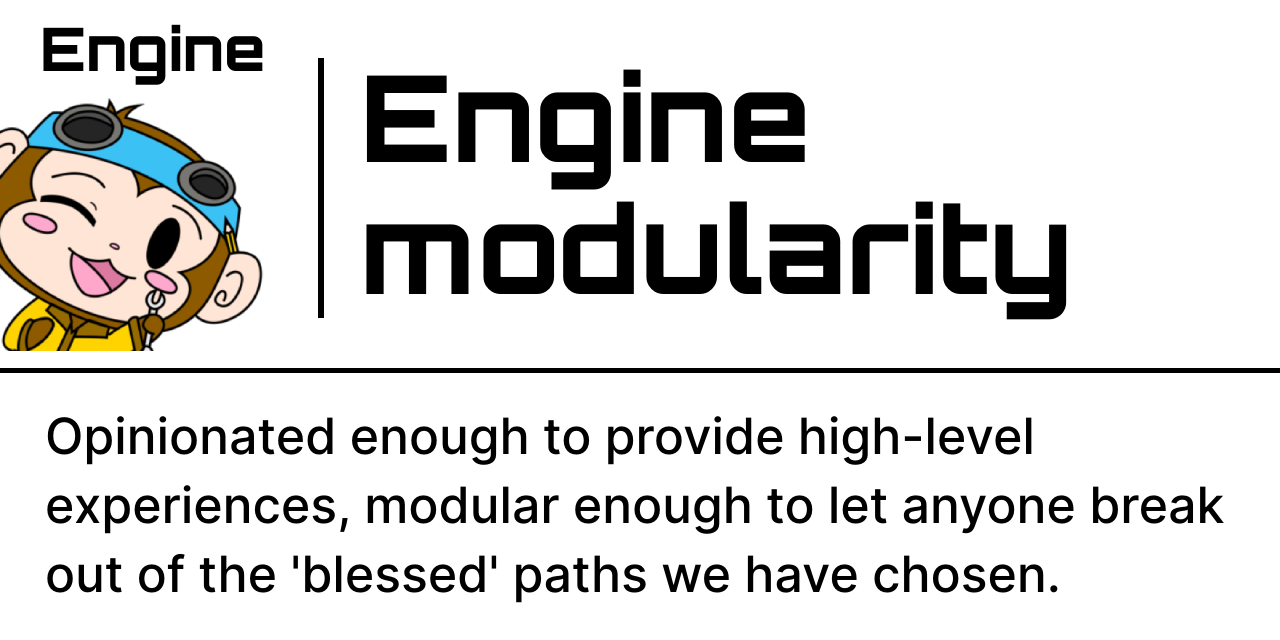 Engine
Engine
modularity
Opinionated enough to provide high-level
experiences, modular enough to let anyone break
out of the 'blessed' paths we have chosen.